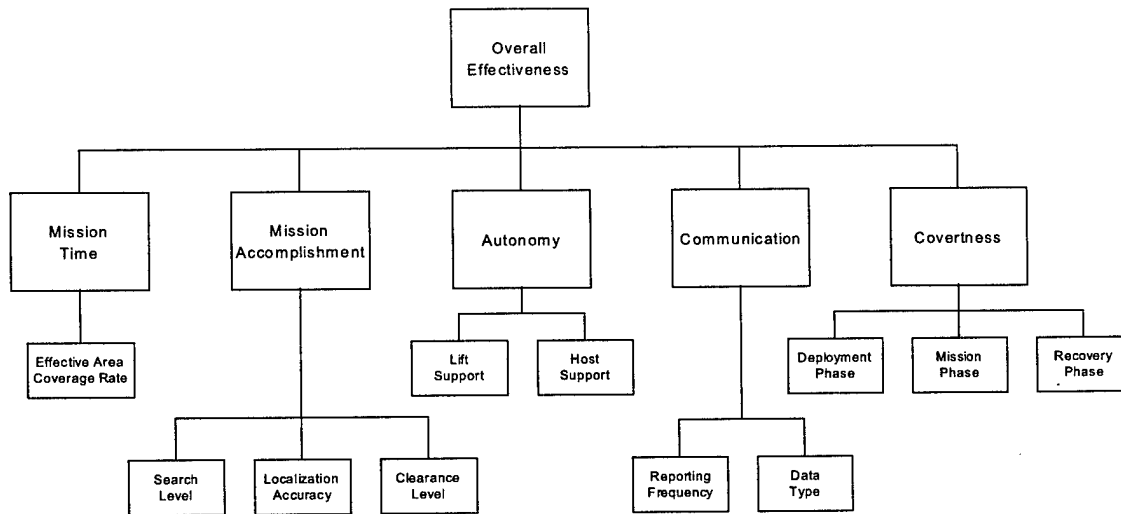 Overall
Effectiveness
Mission
Time
Mission
Accomplishment
Autonomy
Communication
Covertness
Effective Area
Coverage Rate
Lift
Support
Host
Support
Deployment
Phase
Mission
Phase
Recovery
Phase
Search
Level
Localization
Accuracy
Clearance
Level
Reporting
Frequency
Data
Type